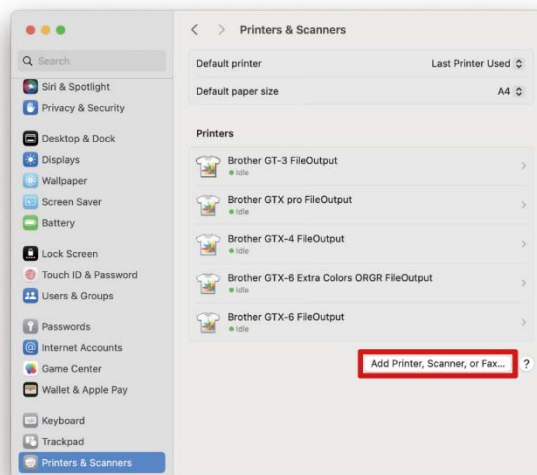 Printers & Scanners
Search
Siri & Spotlight
Privacy & Security
Desktop & Dock
Displays
Wallpaper
Screen Saver
Battery
Lock Screen
Touch ID & Password
Users & Groups
Passwords
Internet Accounts
Game Center
Wallet & Apple Pay
Keyboard
Trackpad
Printers & Scanners
Default printer Last Printer Used
Default paper size A4
Printers
Brother GT-3 FileOutput
Idle
Brother GTX pro FileOutput
Idle
Brother GTX-4 FileOutput
Idle
Brother GTX-6 Extra Colors ORGR FileOutput
Idle
Brother GTX-6 FileOutput
Idle
Add Printer, Scanner, or Fax... ?